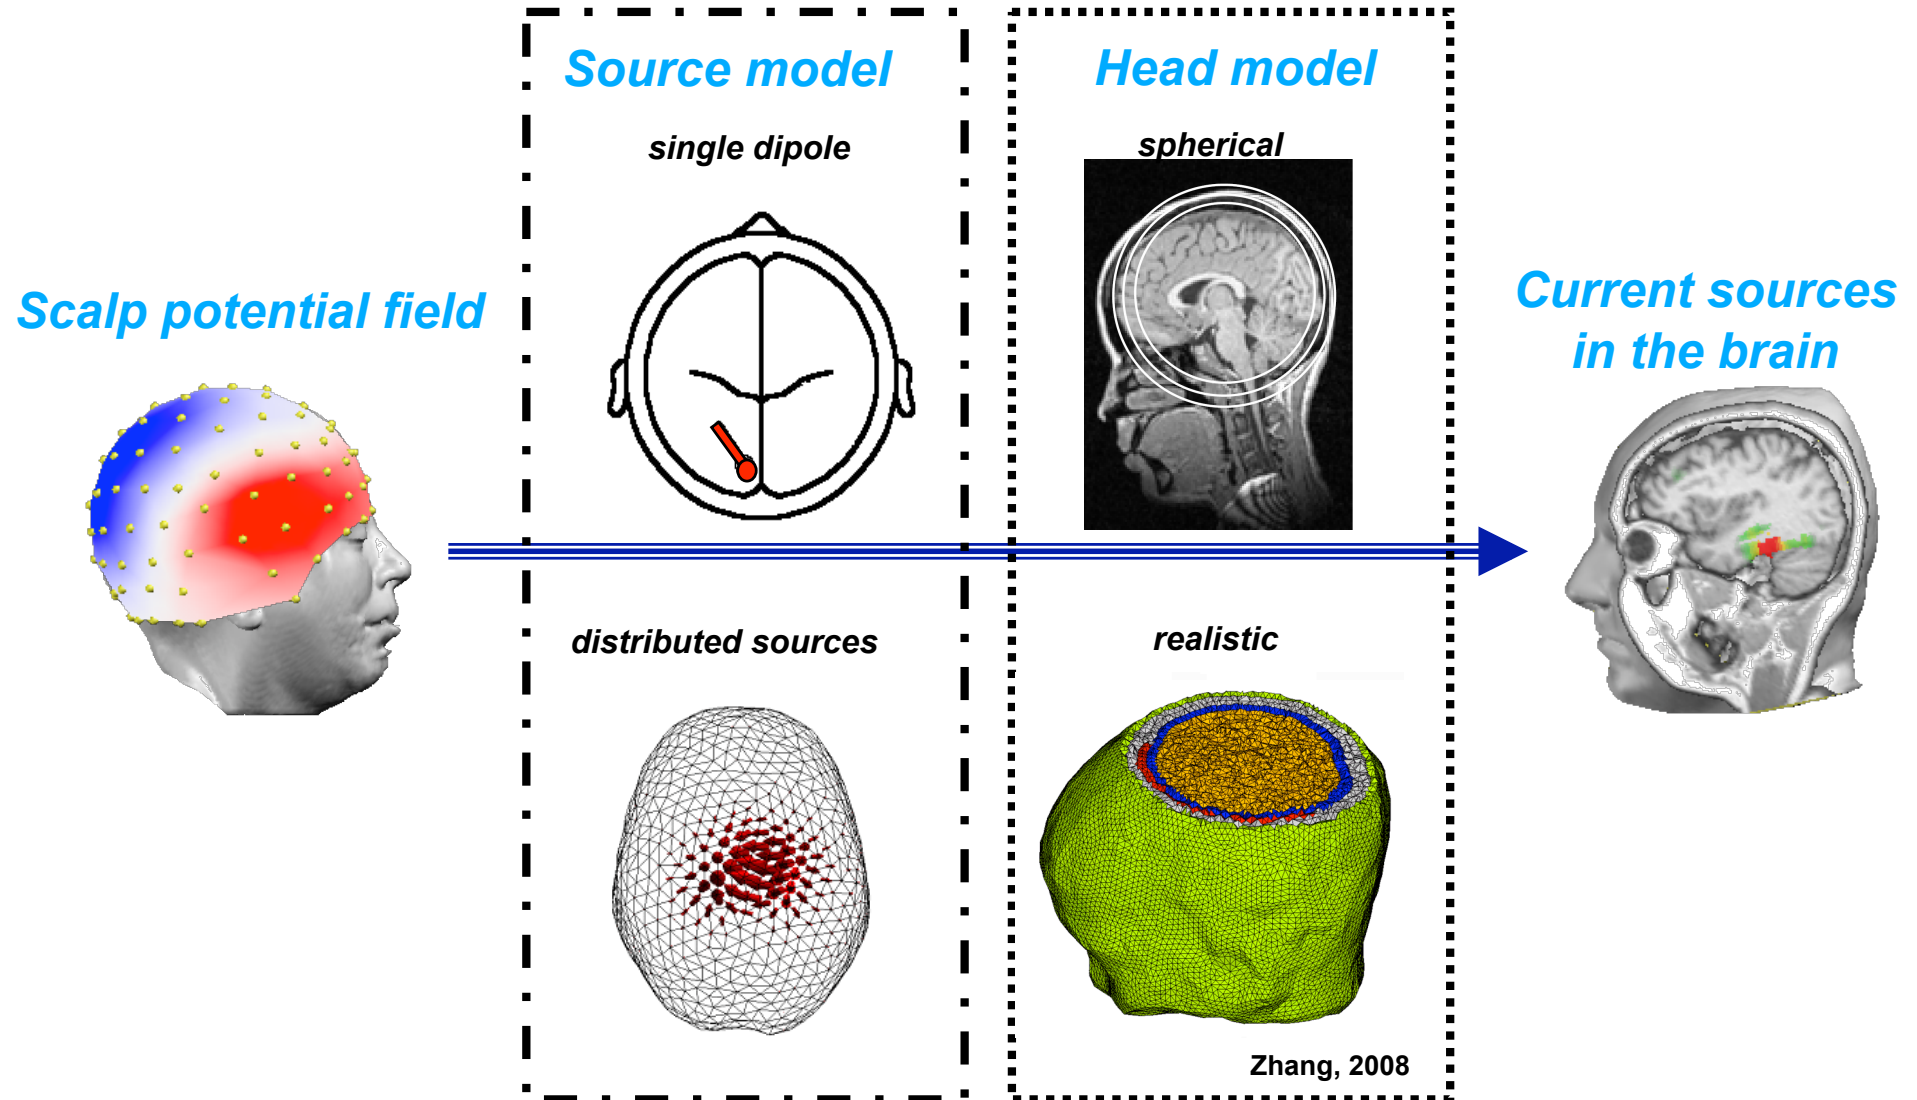 Source model
Head model
single dipole
spherical
Scalp potential field
Current sources
in the brain
distributed sources
realistic
Zhang, 2008